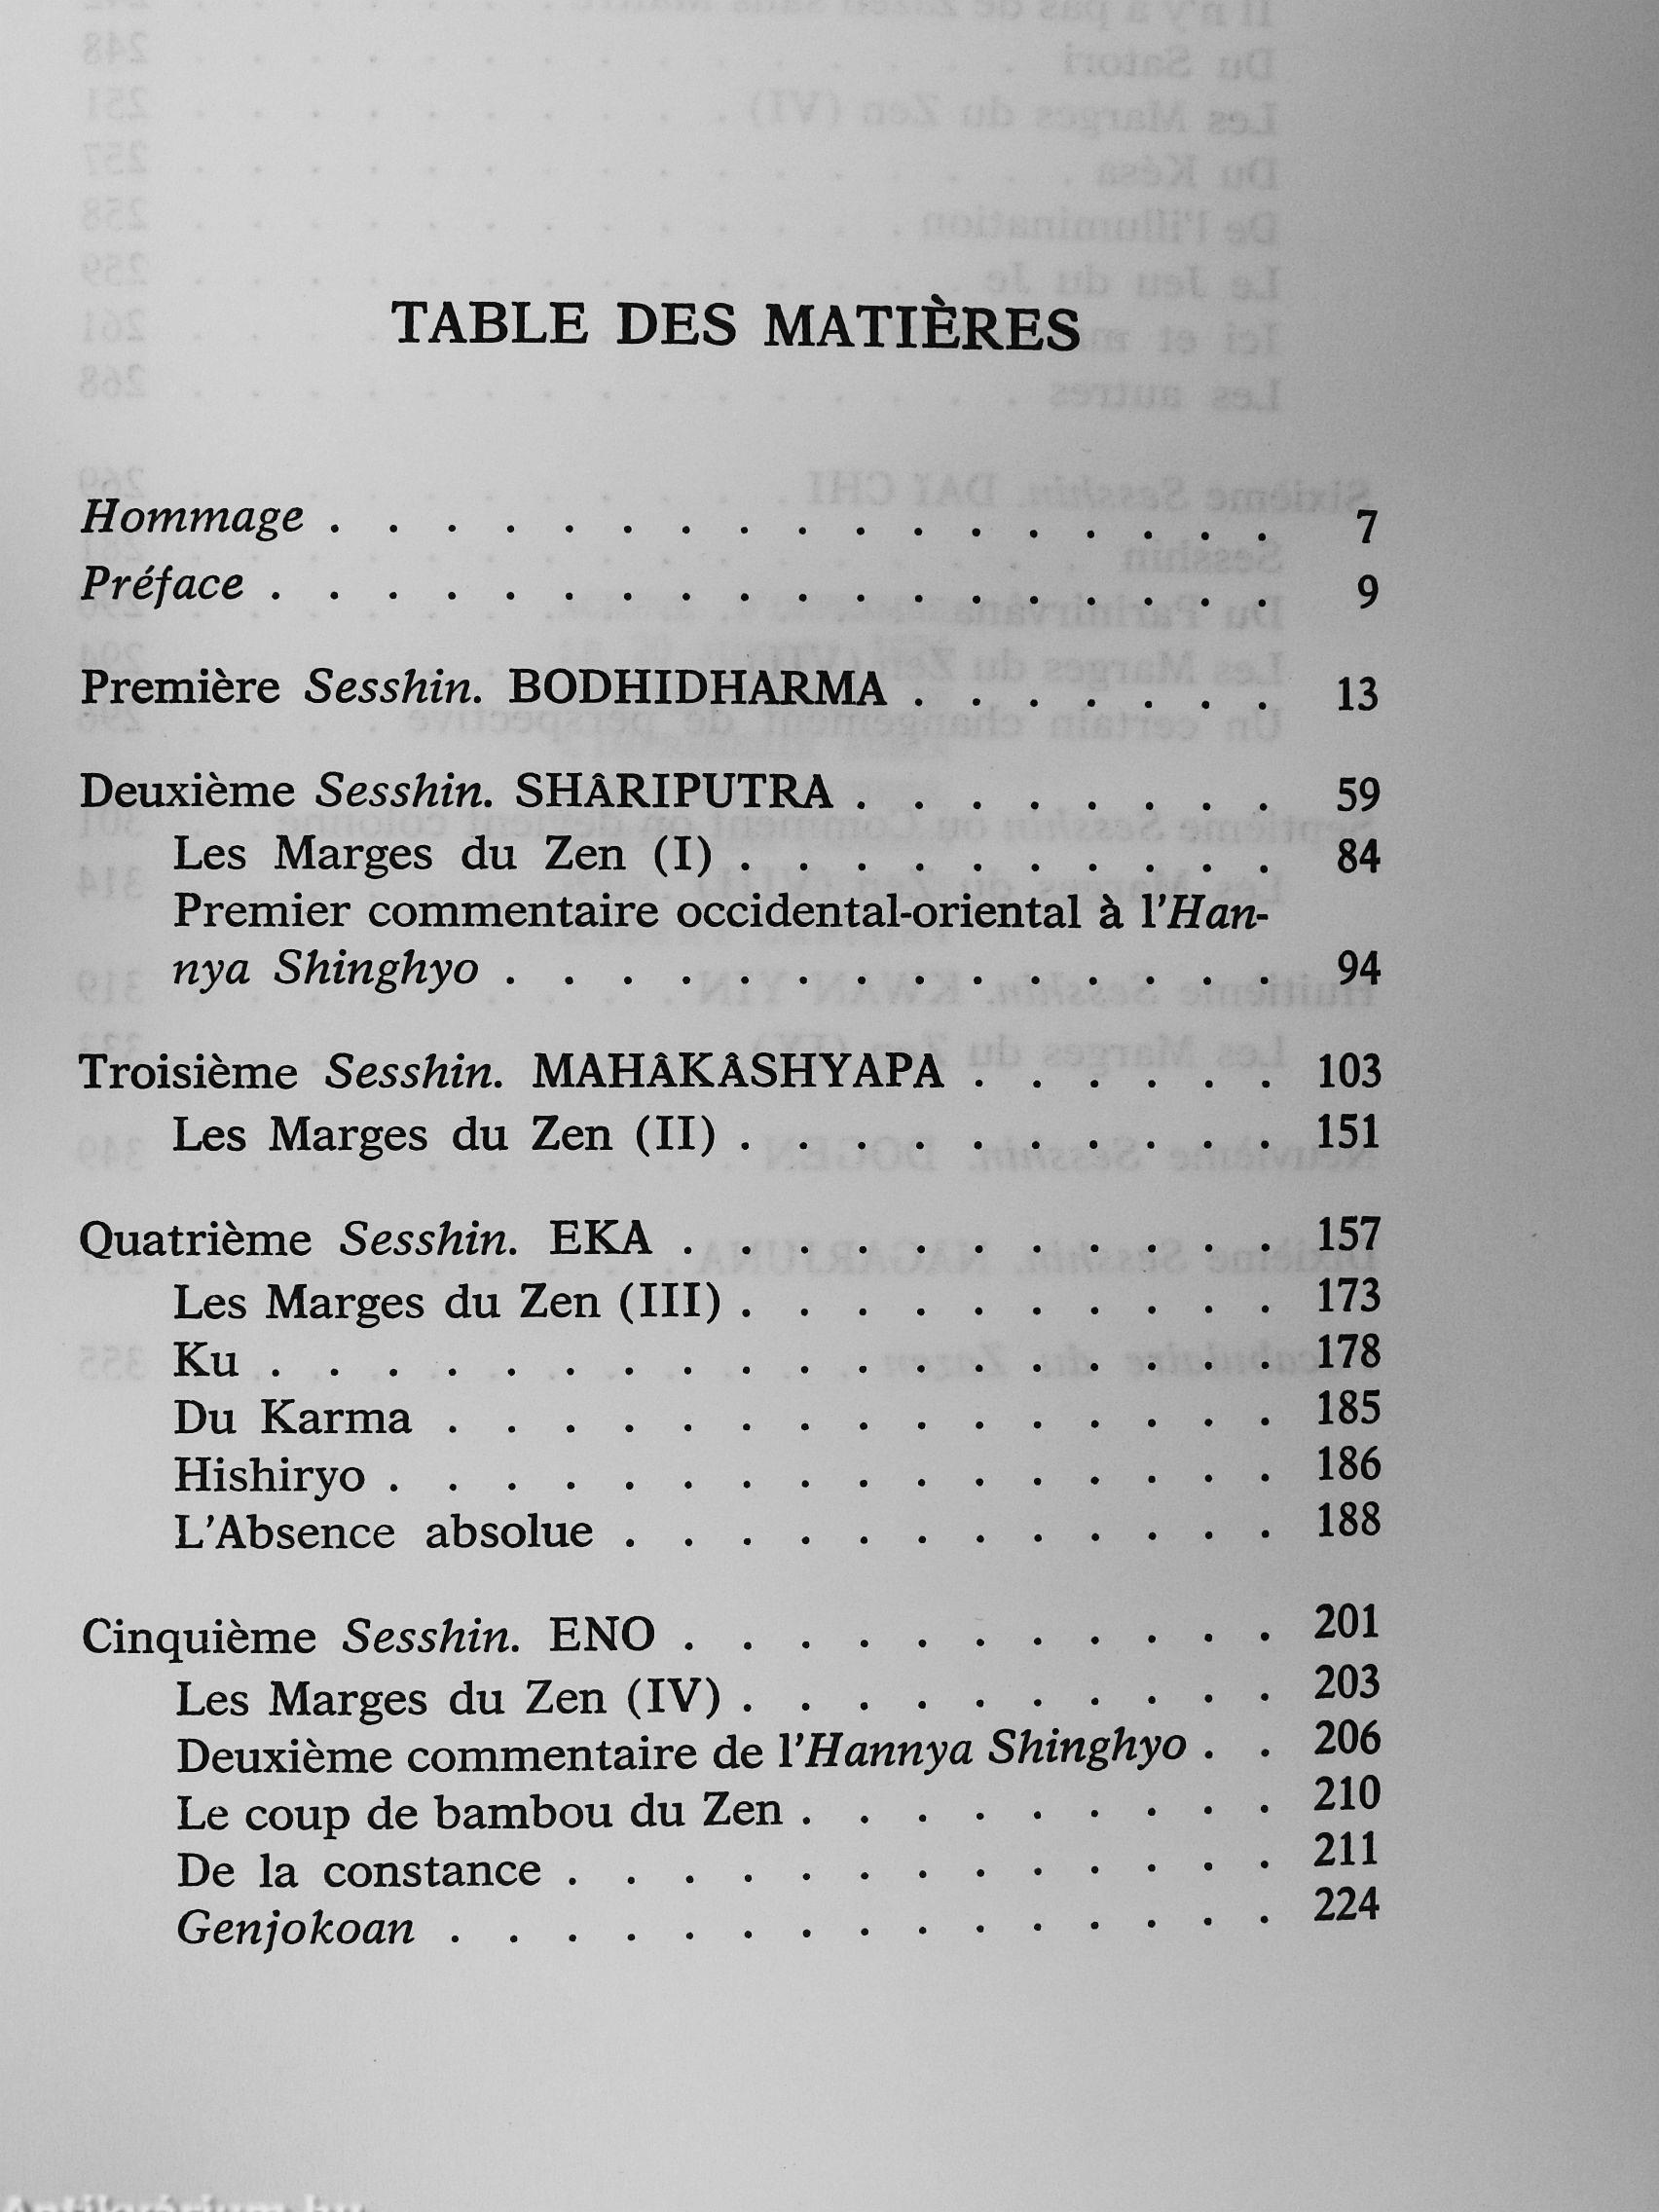 TABLE DES MATIÈRES
Hommage . . . . . . . . . . . . . . . . . 7
Préface . . . . . . . . . . . . . . . . . . 9
Première Sesshin. BODHIDHARMA . . . . . . . 13
Deuxième Sesshin. SHÂRIPUTRA . . . . . . . . 59
Les Marges du Zen (I) . . . . . . . . . . 84
Premier commentaire occidental-oriental à l'Han-
nya Shinghyo . . . . . . . . . . . . . . 94
Troisième Sesshin. MAHÂKÂSHYAPA . . . . . . 103
Les Marges du Zen (II) . . . . . . . . . . 151
Quatrième Sesshin. EKA . . . . . . . . . . . 157
Les Marges du Zen (III) . . . . . . . . . . 173
Ku . . . . . . . . . . . . . . . . . . 178
Du Karma . . . . . . . . . . . . . . . 185
Hishiryo . . . . . . . . . . . . . . . . 186
L'Absence absolue . . . . . . . . . . . . 188
Cinquième Sesshin. ENO . . . . . . . . . . . 201
Les Marges du Zen (IV) . . . . . . . . . . 203
Deuxième commentaire de l'Hannya Shinghyo . . 206
Le coup de bambou du Zen . . . . . . . . . 210
De la constance . . . . . . . . . . . . . 211
Genjokoan . . . . . . . . . . . . . . . 224